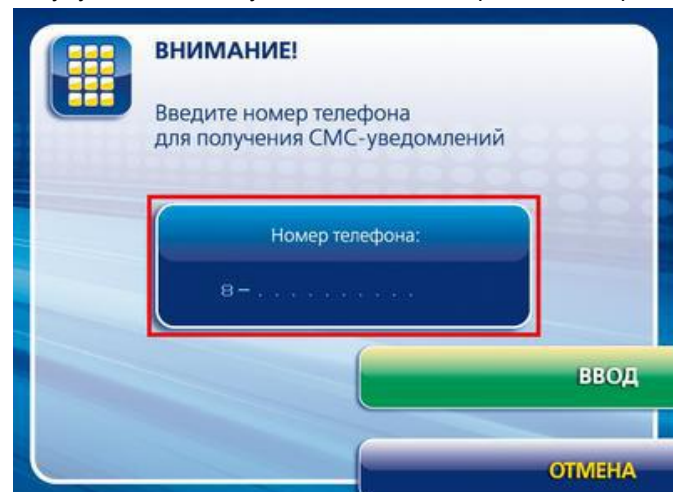 ВНИМАНИЕ!
Введите номер телефона
для получения СМС-уведомлений
Номер телефона:
8-..........
ВВОД
ОТМЕНА